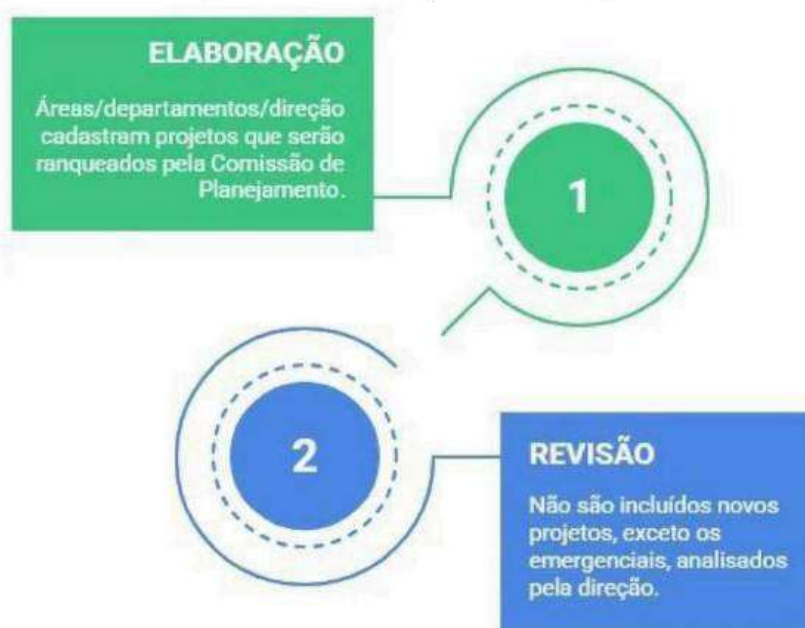 ELABORAÇÃO
Áreas/departamentos/direção
cadastram projetos que serão
ranqueados pela Comissão de
Planejamento.
1
2
REVISÃO
Não são incluídos novos
projetos, exceto os
emergenciais, analisados
pela direção.